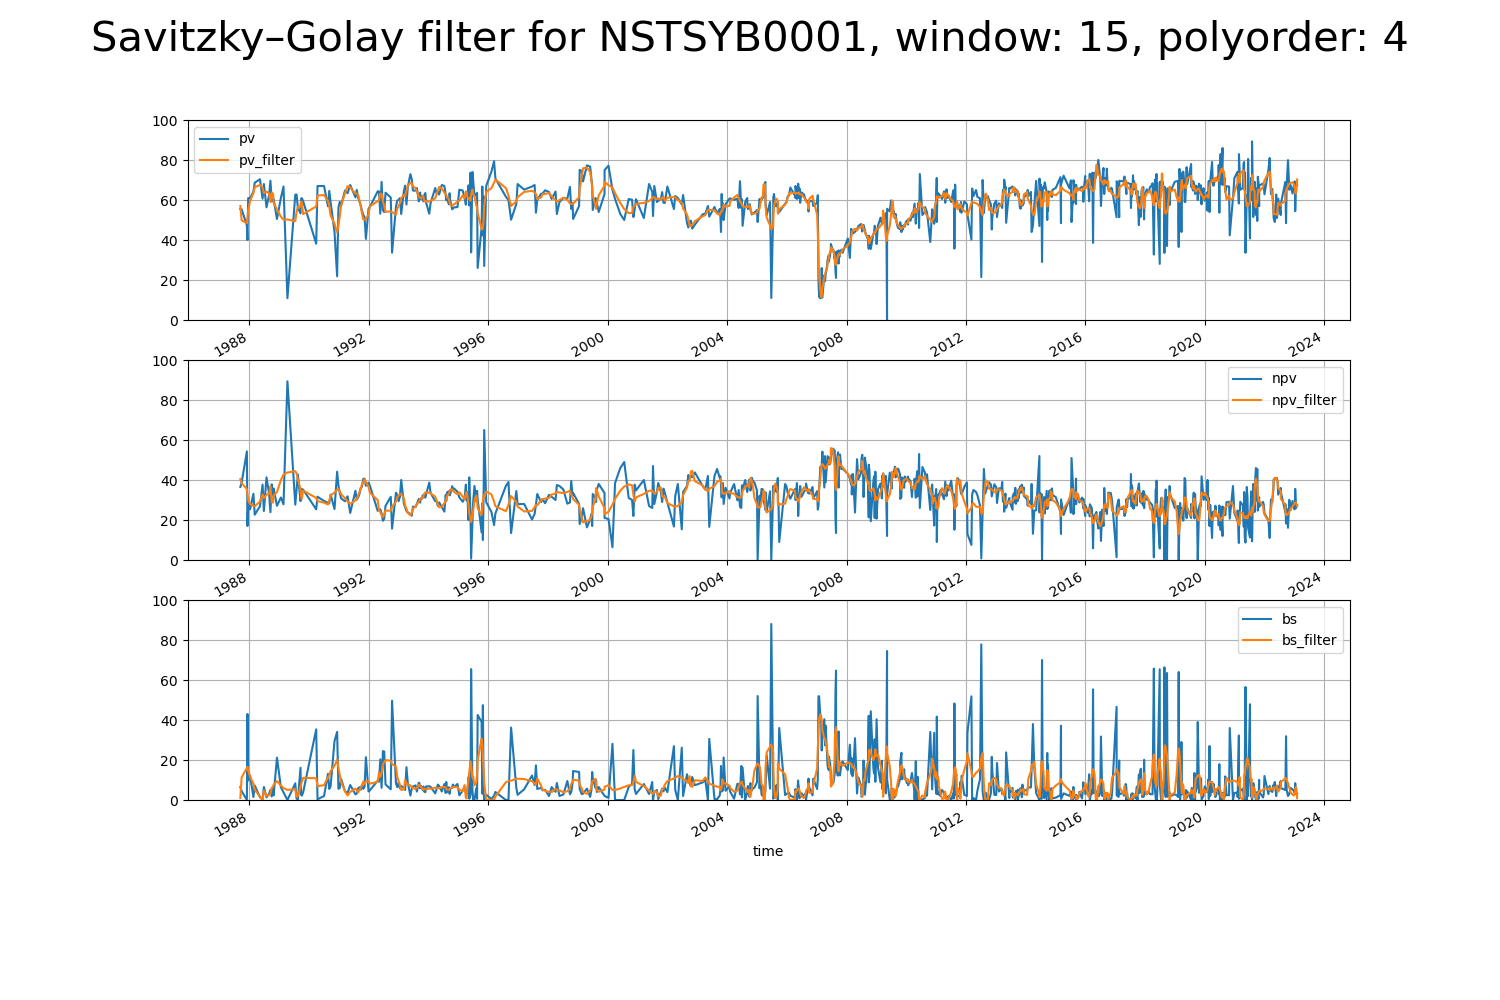 Savitzky–Golay filter for NSTSYB0001, window: 15, polyorder: 4
100
80
60
40
20
0
pv
pv_filter
1988 1992 1996 2000 2004 2008 2012 2016 2020 2024
100
80
60
40
20
0
npv
npv_filter
1988 1992 1996 2000 2004 2008 2012 2016 2020 2024
100
80
60
40
20
0
bs
bs_filter
1988 1992 1996 2000 2004 2008 2012 2016 2020 2024
time